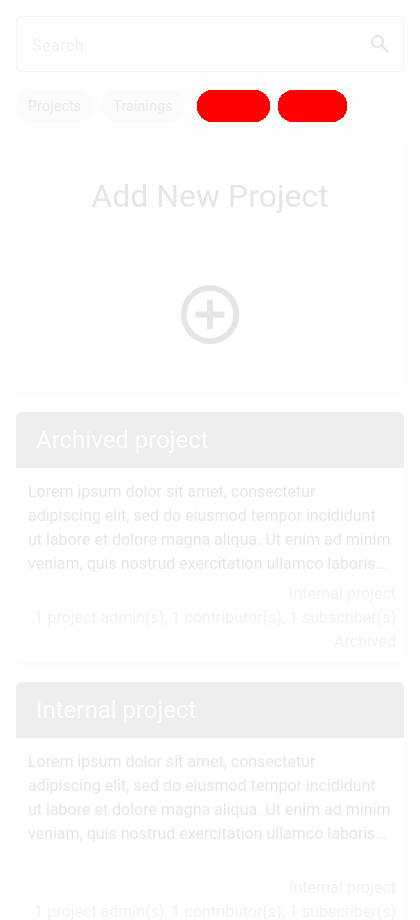 Search
Projects Trainings
Add New Project
Archived project
Lorem ipsum dolor sit amet, consectetur
adipiscing elit, sed do eiusmod tempor incididunt
ut labore et dolore magna aliqua. Ut enim ad minim
veniam, quis nostrud exercitation ullamco laboris...
Internal project
1 project admin(s), 1 contributor(s), 1 subscriber(s)
Archived
Internal project
Lorem ipsum dolor sit amet, consectetur
adipiscing elit, sed do eiusmod tempor incididunt
ut labore et dolore magna aliqua. Ut enim ad minim
veniam, quis nostrud exercitation ullamco laboris...
Internal project
1 project admin(s), 1 contributor(s), 1 subscriber(s)